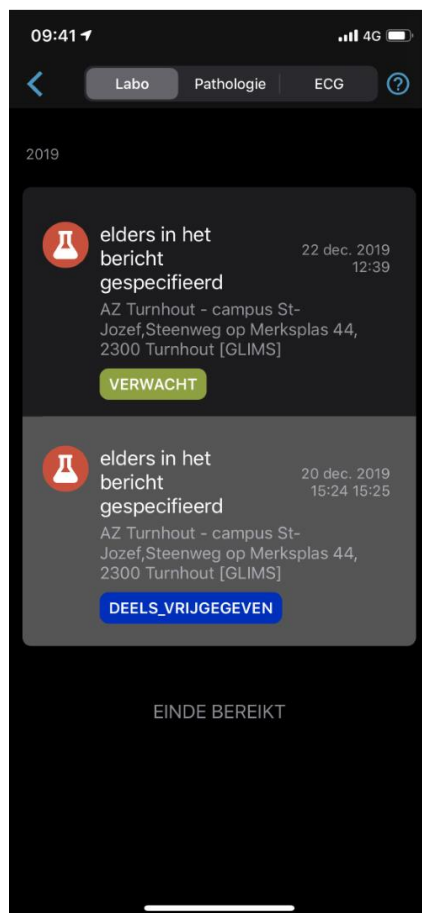 09:41 4G
Labo Pathologie ECG ?
2019
elders in het
bericht
gespecifieerd
22 dec. 2019
12:39
AZ Turnhout - campus St-
Jozef,Steenweg op Merksplas 44,
2300 Turnhout [GLIMS]
VERWACHT
elders in het
bericht
gespecifieerd
20 dec. 2019
15:24 15:25
AZ Turnhout - campus St-
Jozef,Steenweg op Merksplas 44,
2300 Turnhout [GLIMS]
DEELS_VRIJGEGEVEN
EINDE BEREIKT